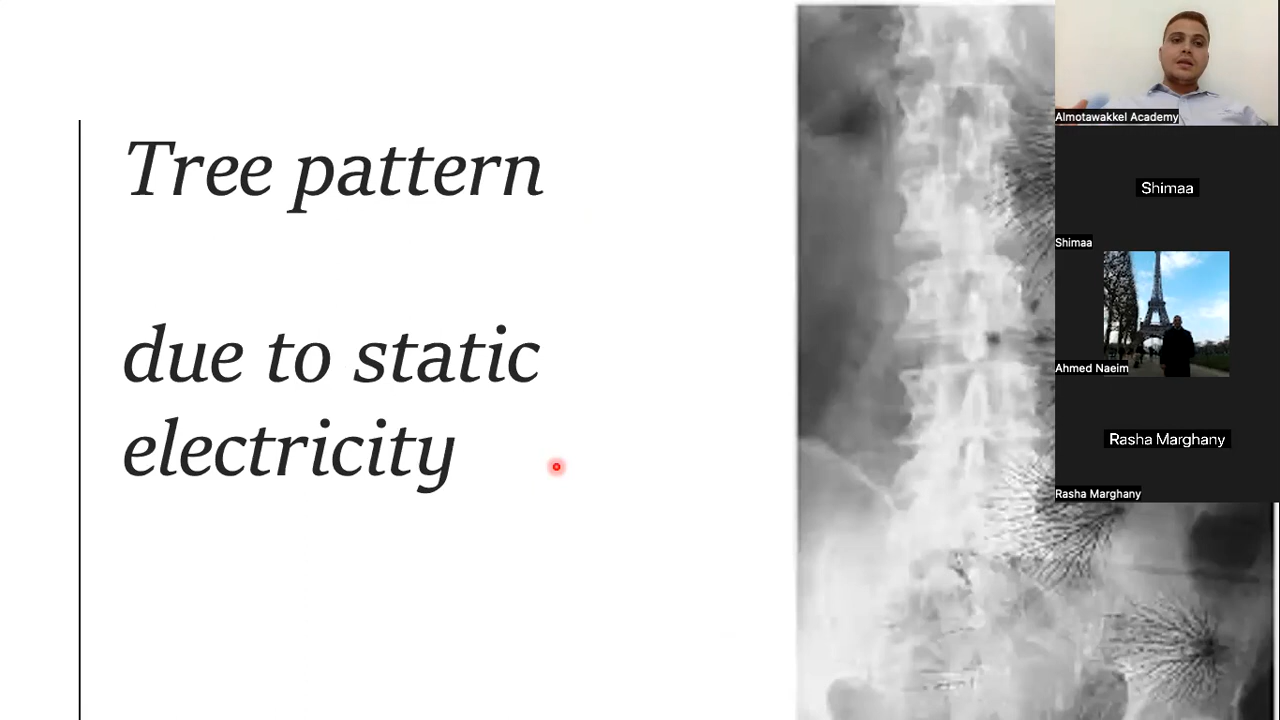 Tree pattern
due to static
electricity
Almotawakkel Academy
Shimaa
Shimaa
Ahmed Naeim
Rasha Marghany
Rasha Marghany